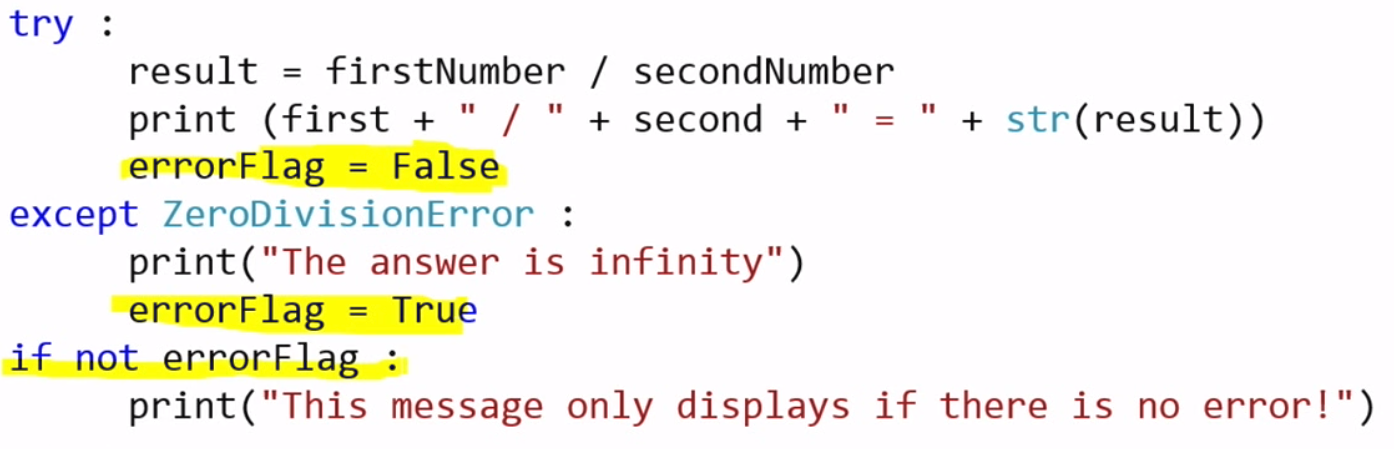 try :
result = firstNumber / secondNumber
print (first + " / " + second + " = " + str(result))
errorFlag = False
except ZeroDivisionError :
print("The answer is infinity")
errorFlag = True
if not errorFlag :
print("This message only displays if there is no error!")